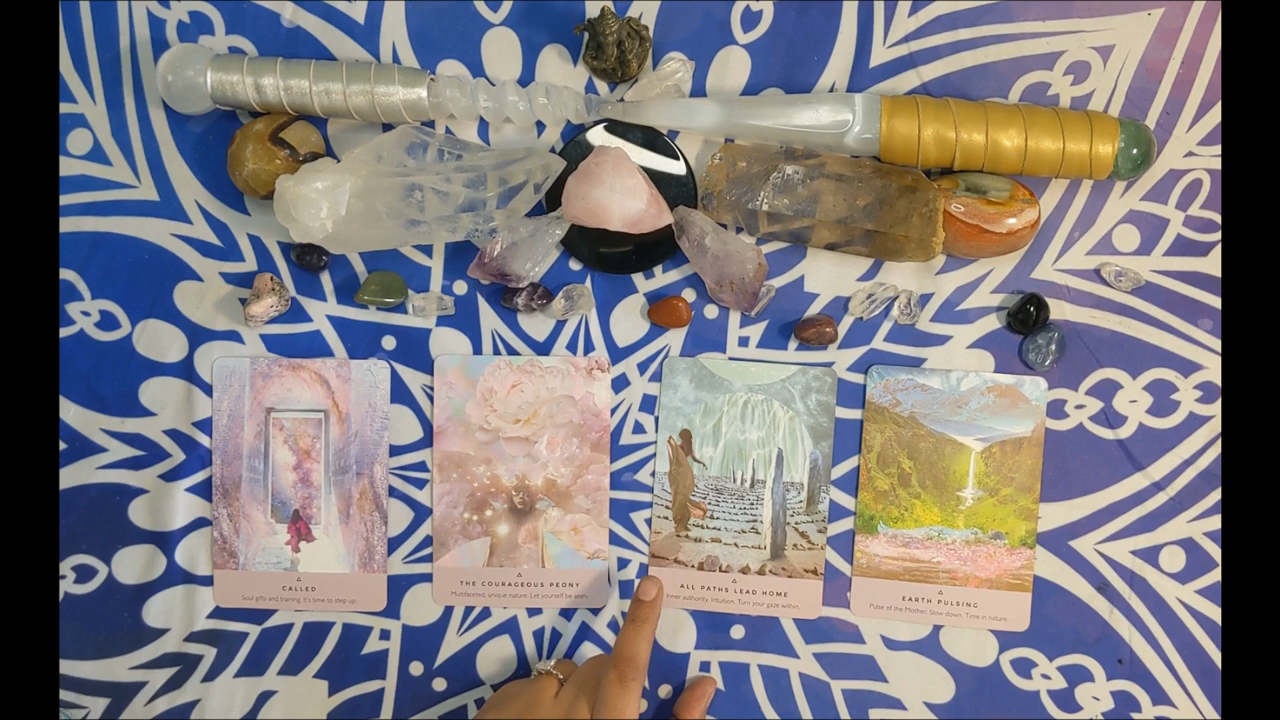 CALLED
Soul gifts and training. It's time to step up.
THE COURAGEOUS PEONY
Multifaceted, unique nature. Let yourself be seen.
ALL PATHS LEAD HOME
Inner authority. Intuition. Turn your gaze within.
EARTH PULSING
Pulse of the Mother. Slow down. Time in nature.